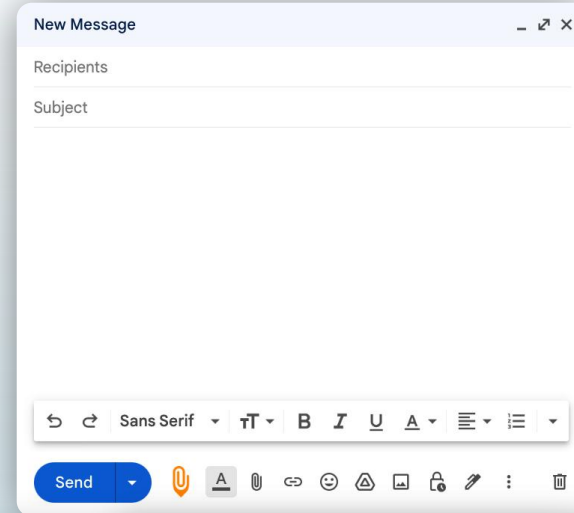 New Message
Recipients
Subject
Sans Serif
Send